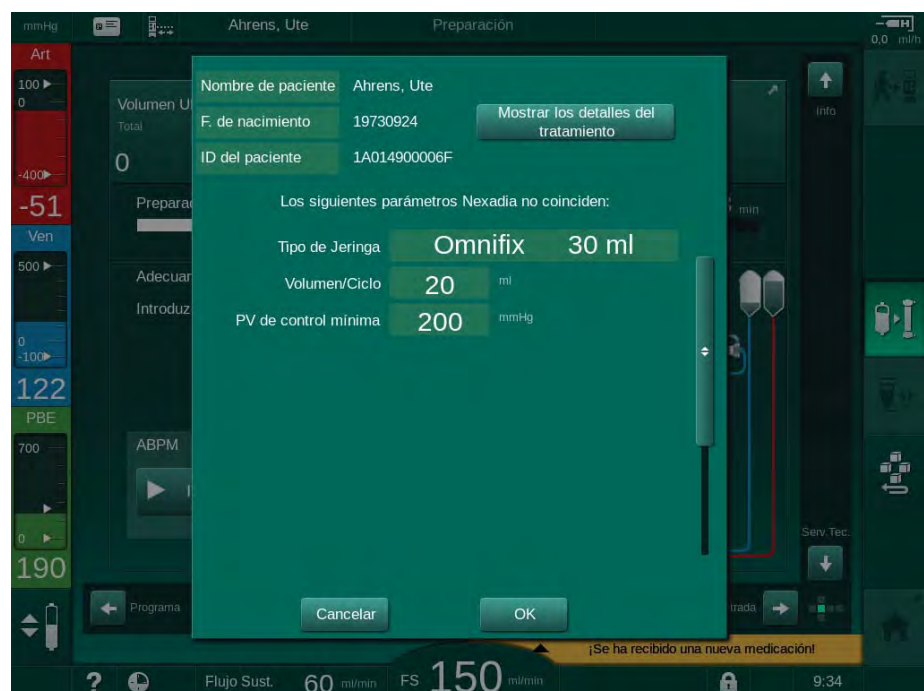 mmHg
Ahrens, Ute
Preparación
0,0 ml/h
Art
100
0
-400
-51
Ven
500
0
-100
122
PBE
700
0
190
Volumen U
Total
0
Prepara
Adecuar
Introduz
ABPM
min
Info
Serv.Tec.
Nombre de paciente Ahrens, Ute
F. de nacimiento 19730924
Mostrar los detalles del
tratamiento
ID del paciente 1A014900006F
Los siguientes parámetros Nexadia no coinciden:
Tipo de Jeringa Omnifix 30 ml
Volumen/Ciclo 20 ml
PV de control mínima 200 mmHg
Cancelar OK
Programa
trada
¡Se ha recibido una nueva medicación!
? Flujo Sust. 60 ml/min FS 150 ml/min 9:34